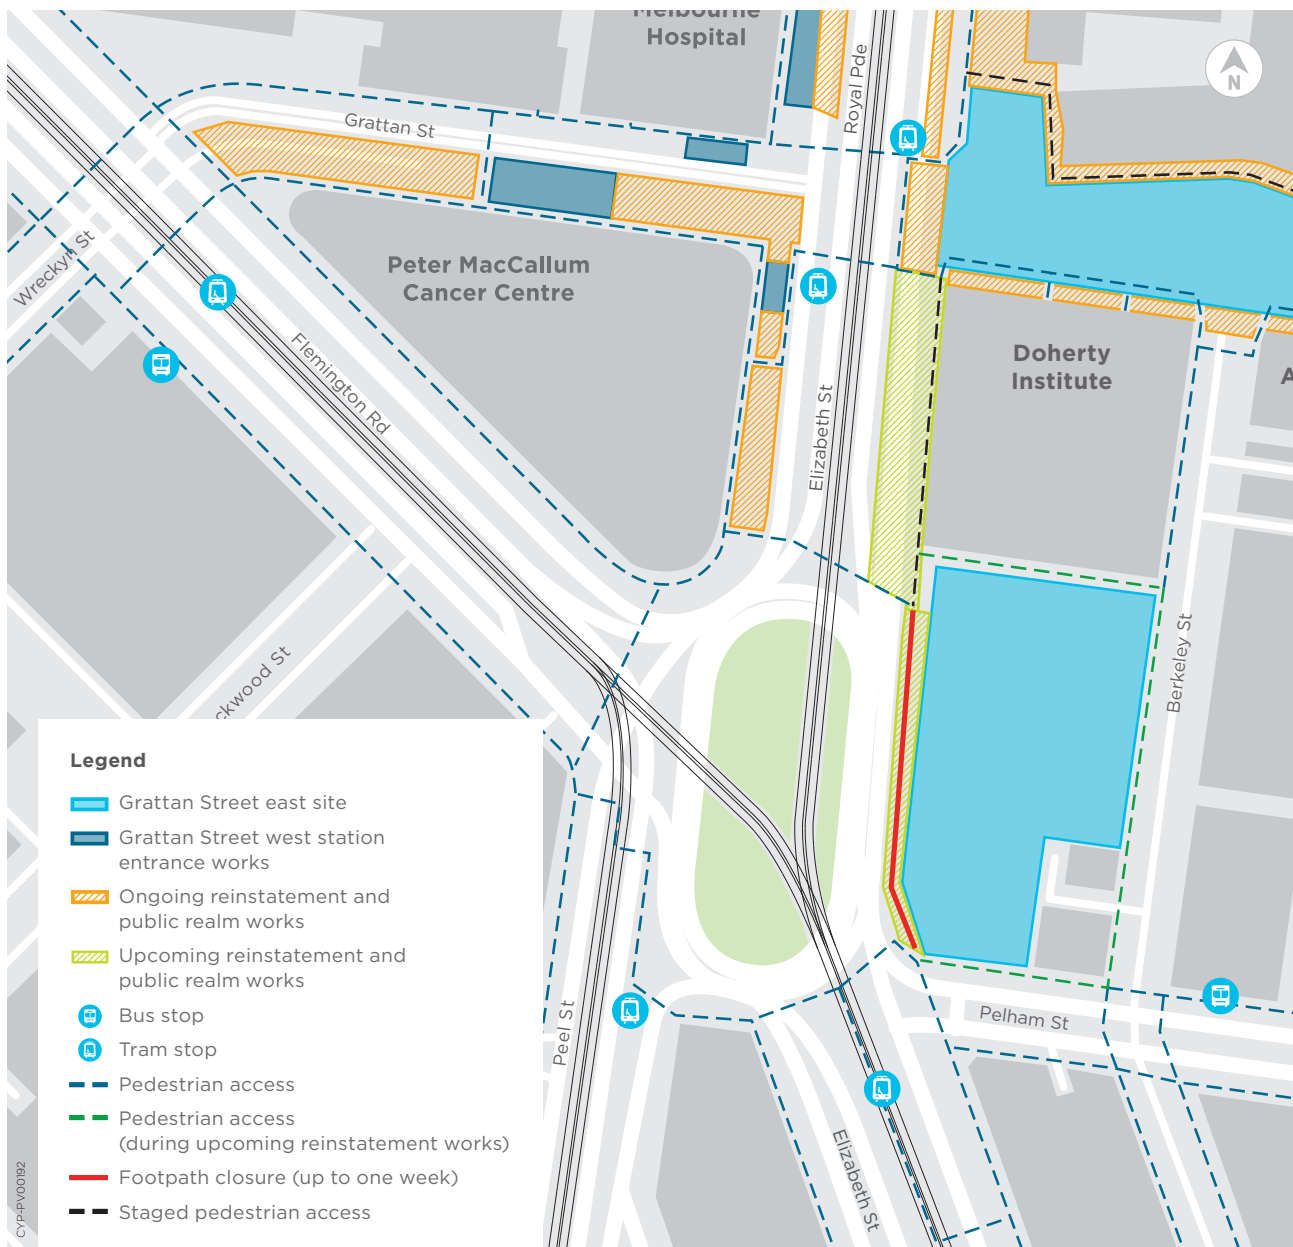 Melbourne
Hospital
Royal Pde
N
Grattan St
Wreckyn St
Peter MacCallum
Cancer Centre
Flemington Rd
Elizabeth St
Doherty
Institute
A
Berkeley St
ckwood St
Legend
Grattan Street east site
Grattan Street west station
entrance works
Ongoing reinstatement and
public realm works
Upcoming reinstatement and
public realm works
Bus stop
Tram stop
Pedestrian access
Pedestrian access
(during upcoming reinstatement works)
Footpath closure (up to one week)
Staged pedestrian access
Peel St
Pelham St
Elizabeth St
CYP-PV00192